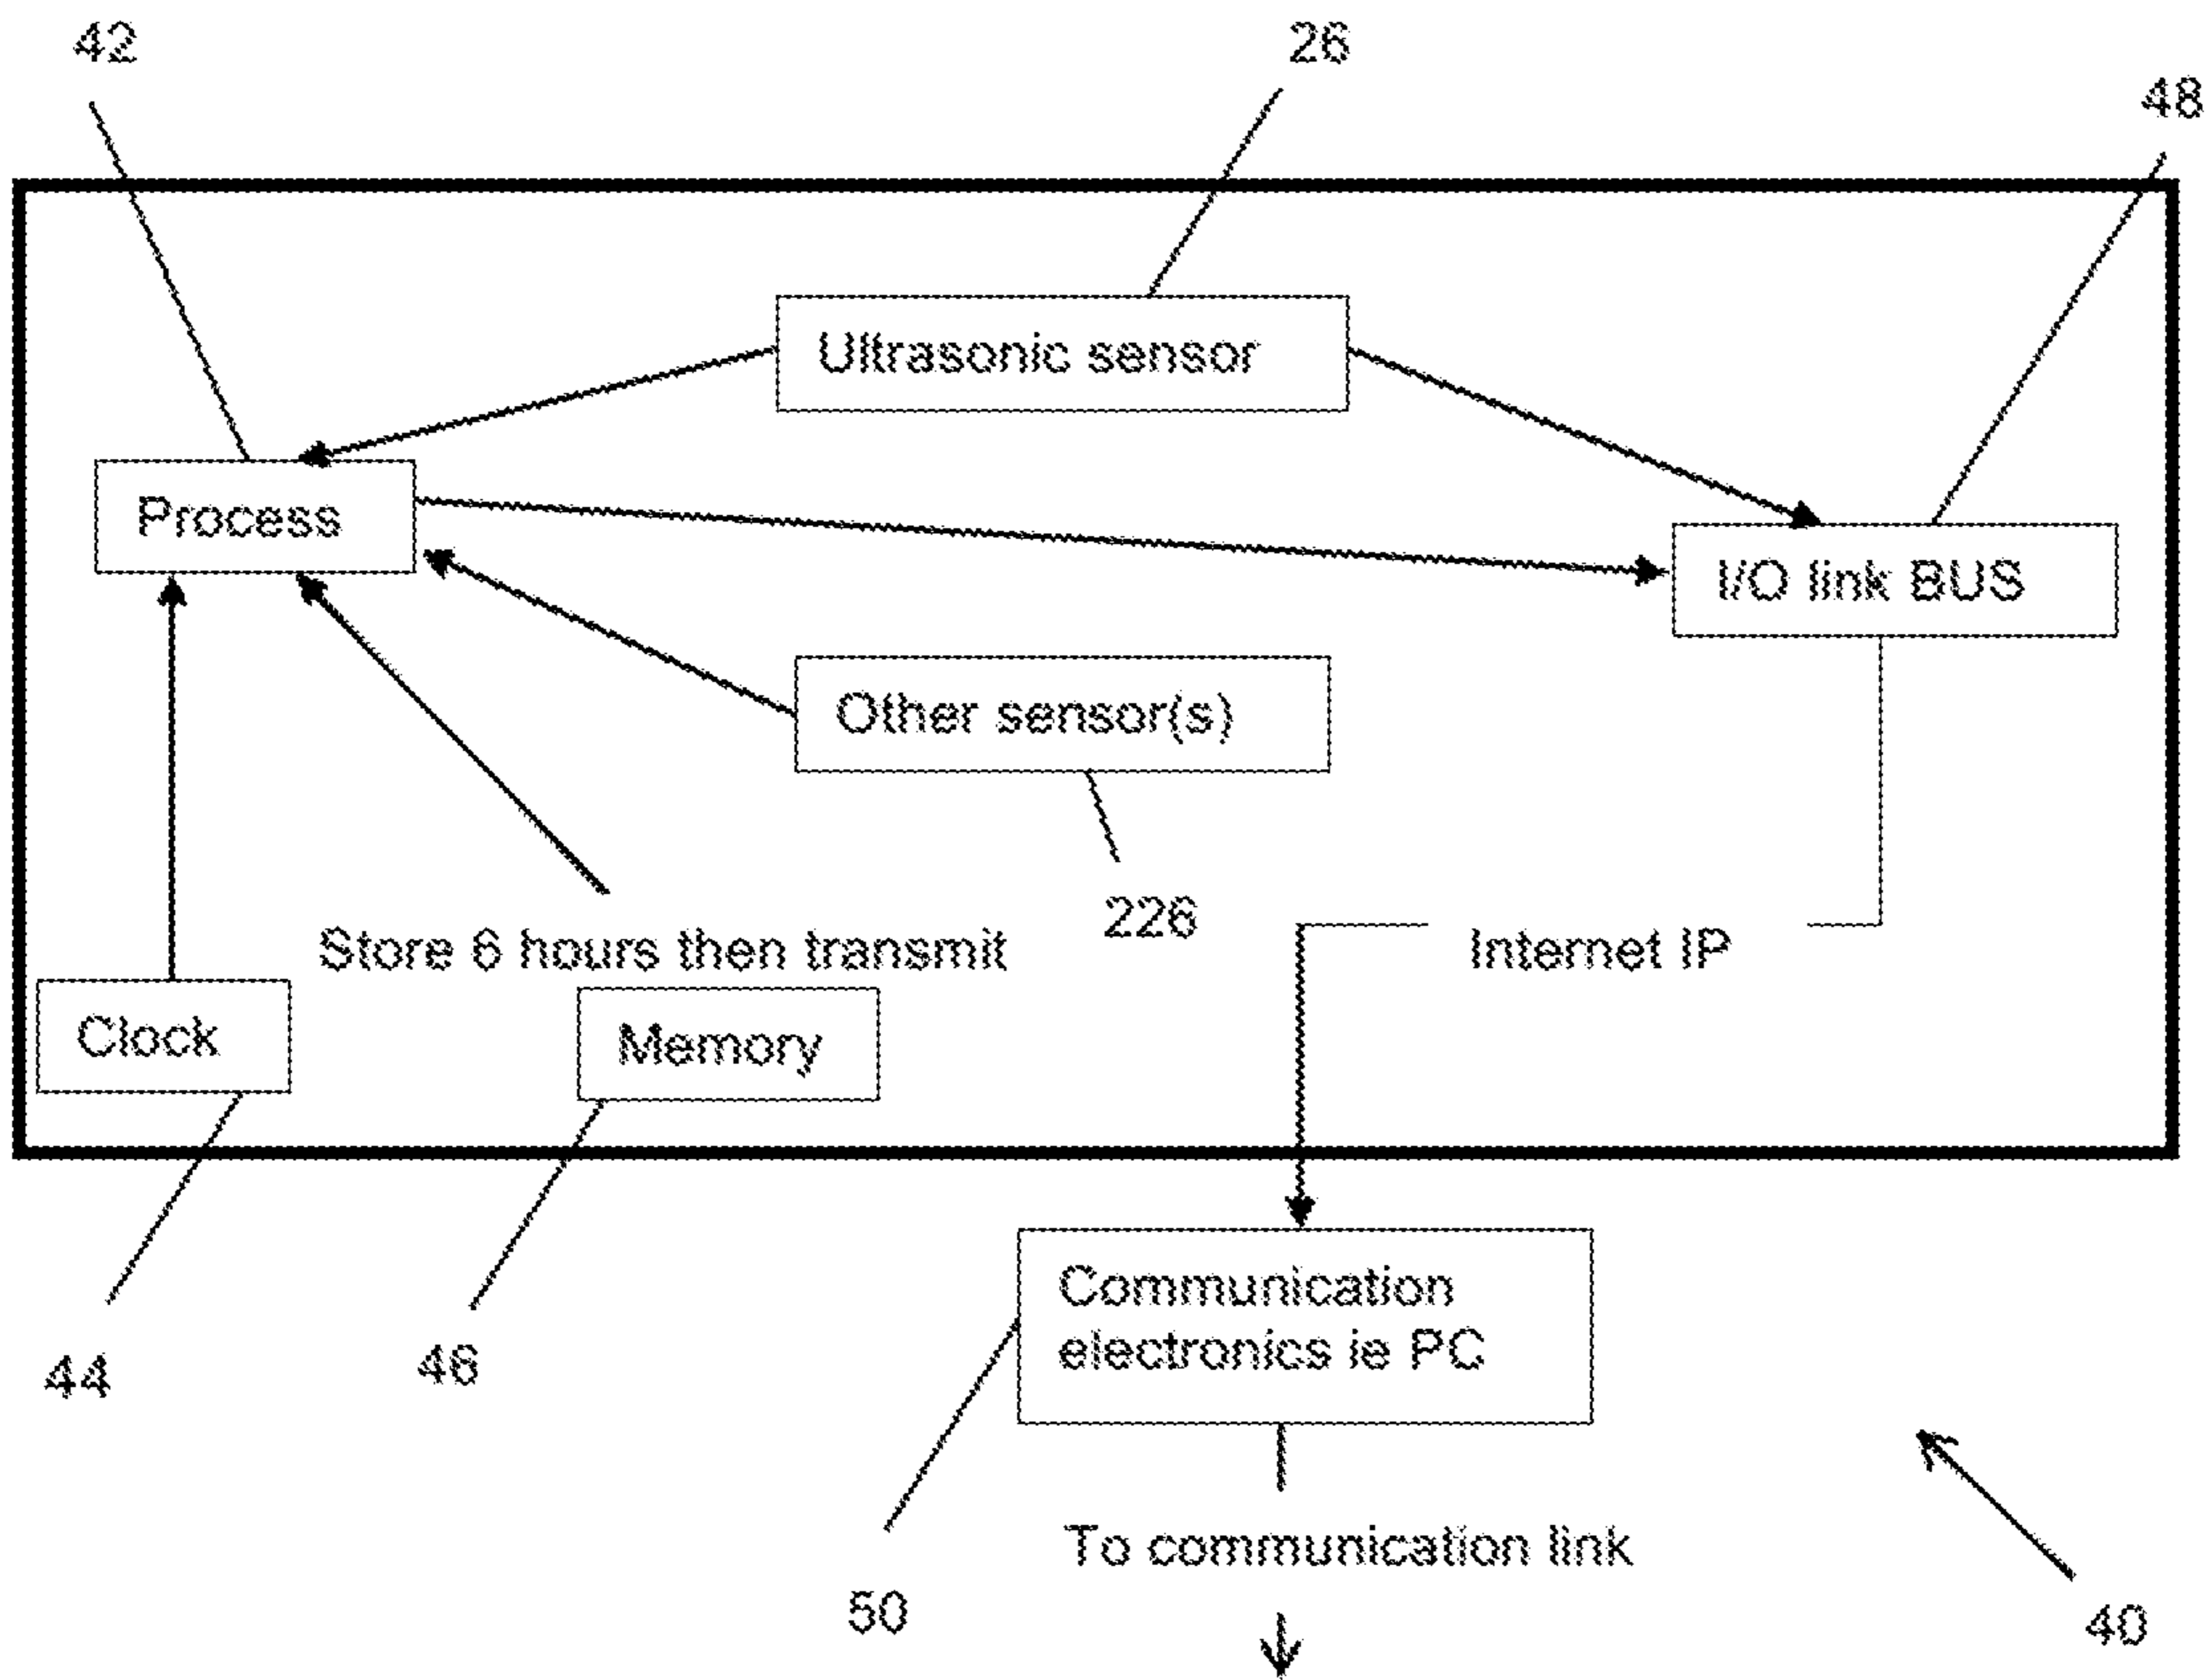 42
26
48
Ultrasonic sensor
Process
I/O link BUS
Other sensor(s)
226
Store 6 hours then transmit
Internet IP
Clock
Memory
Communication
electronics ie PC
44
46
To communication link
50
40